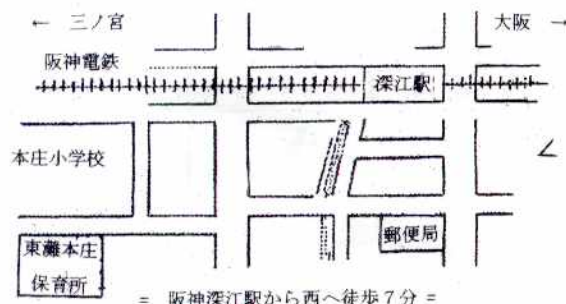 ← 三ノ宮
大阪 →
阪神電鉄
深江駅
本庄小学校
郵便局
東灘本庄
保育所
= 阪神深江駅から西へ徒歩7分 =